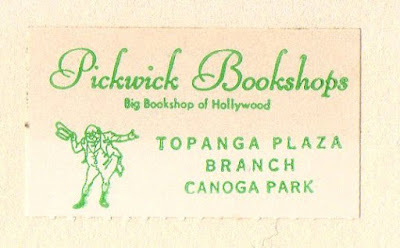 Pickwick Bookshops
Big Bookshop of Hollywood
TOPANGA PLAZA
BRANCH
CANOGA PARK